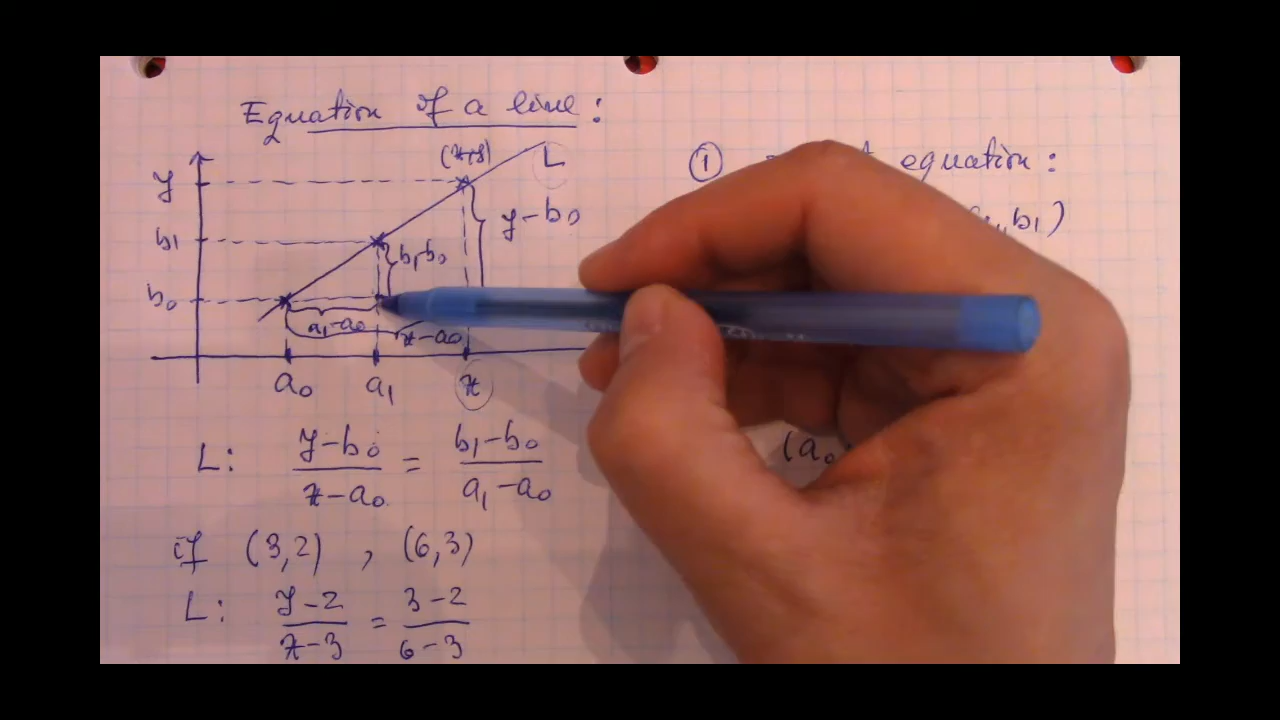 Equation of a line:
(x,y)
L
y
b1
b0
y-b0
b1-b0
a1-a0
x-a0
a0 a1 x
L: y-b0 / x-a0 = b1-b0 / a1-a0
if (3,2) , (6,3)
L: y-2 / x-3 = 3-2 / 6-3
① equation:
,b1)
(a0